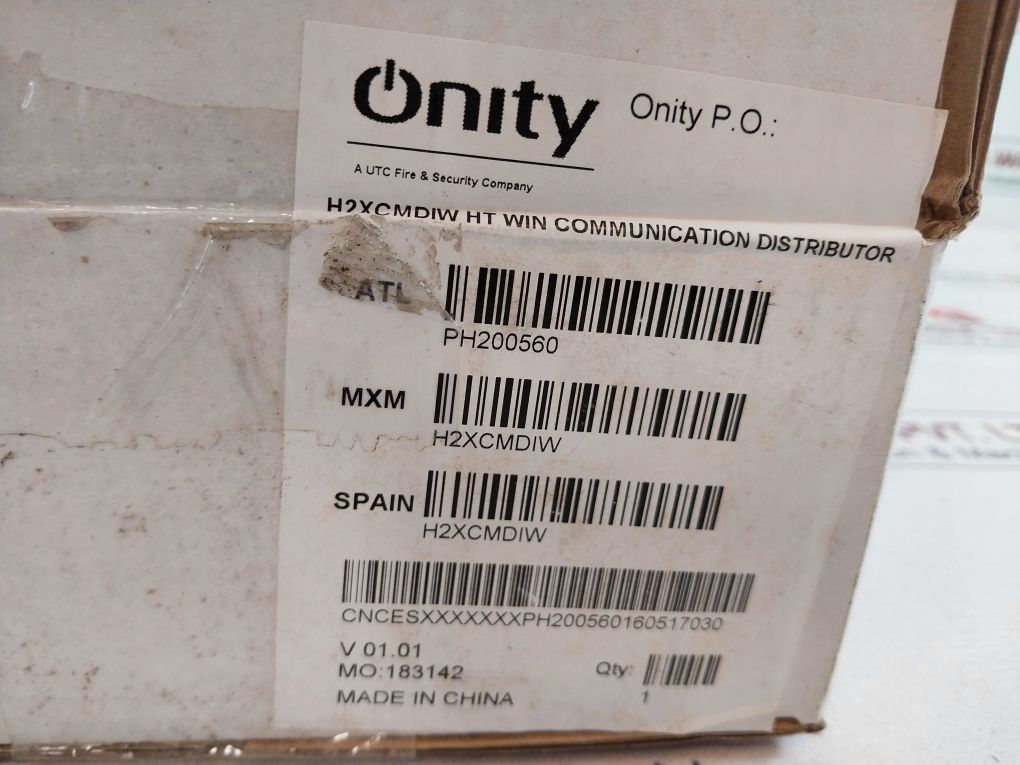 Onity
Onity P.O.:
A UTC Fire & Security Company
H2XCMDIW HT WIN COMMUNICATION DISTRIBUTOR
ATL
PH200560
MXM
H2XCMDIW
SPAIN
H2XCMDIW
CNCESXXXXXXXPH200560160517030
V 01.01
MO:183142
Qty:
1
MADE IN CHINA